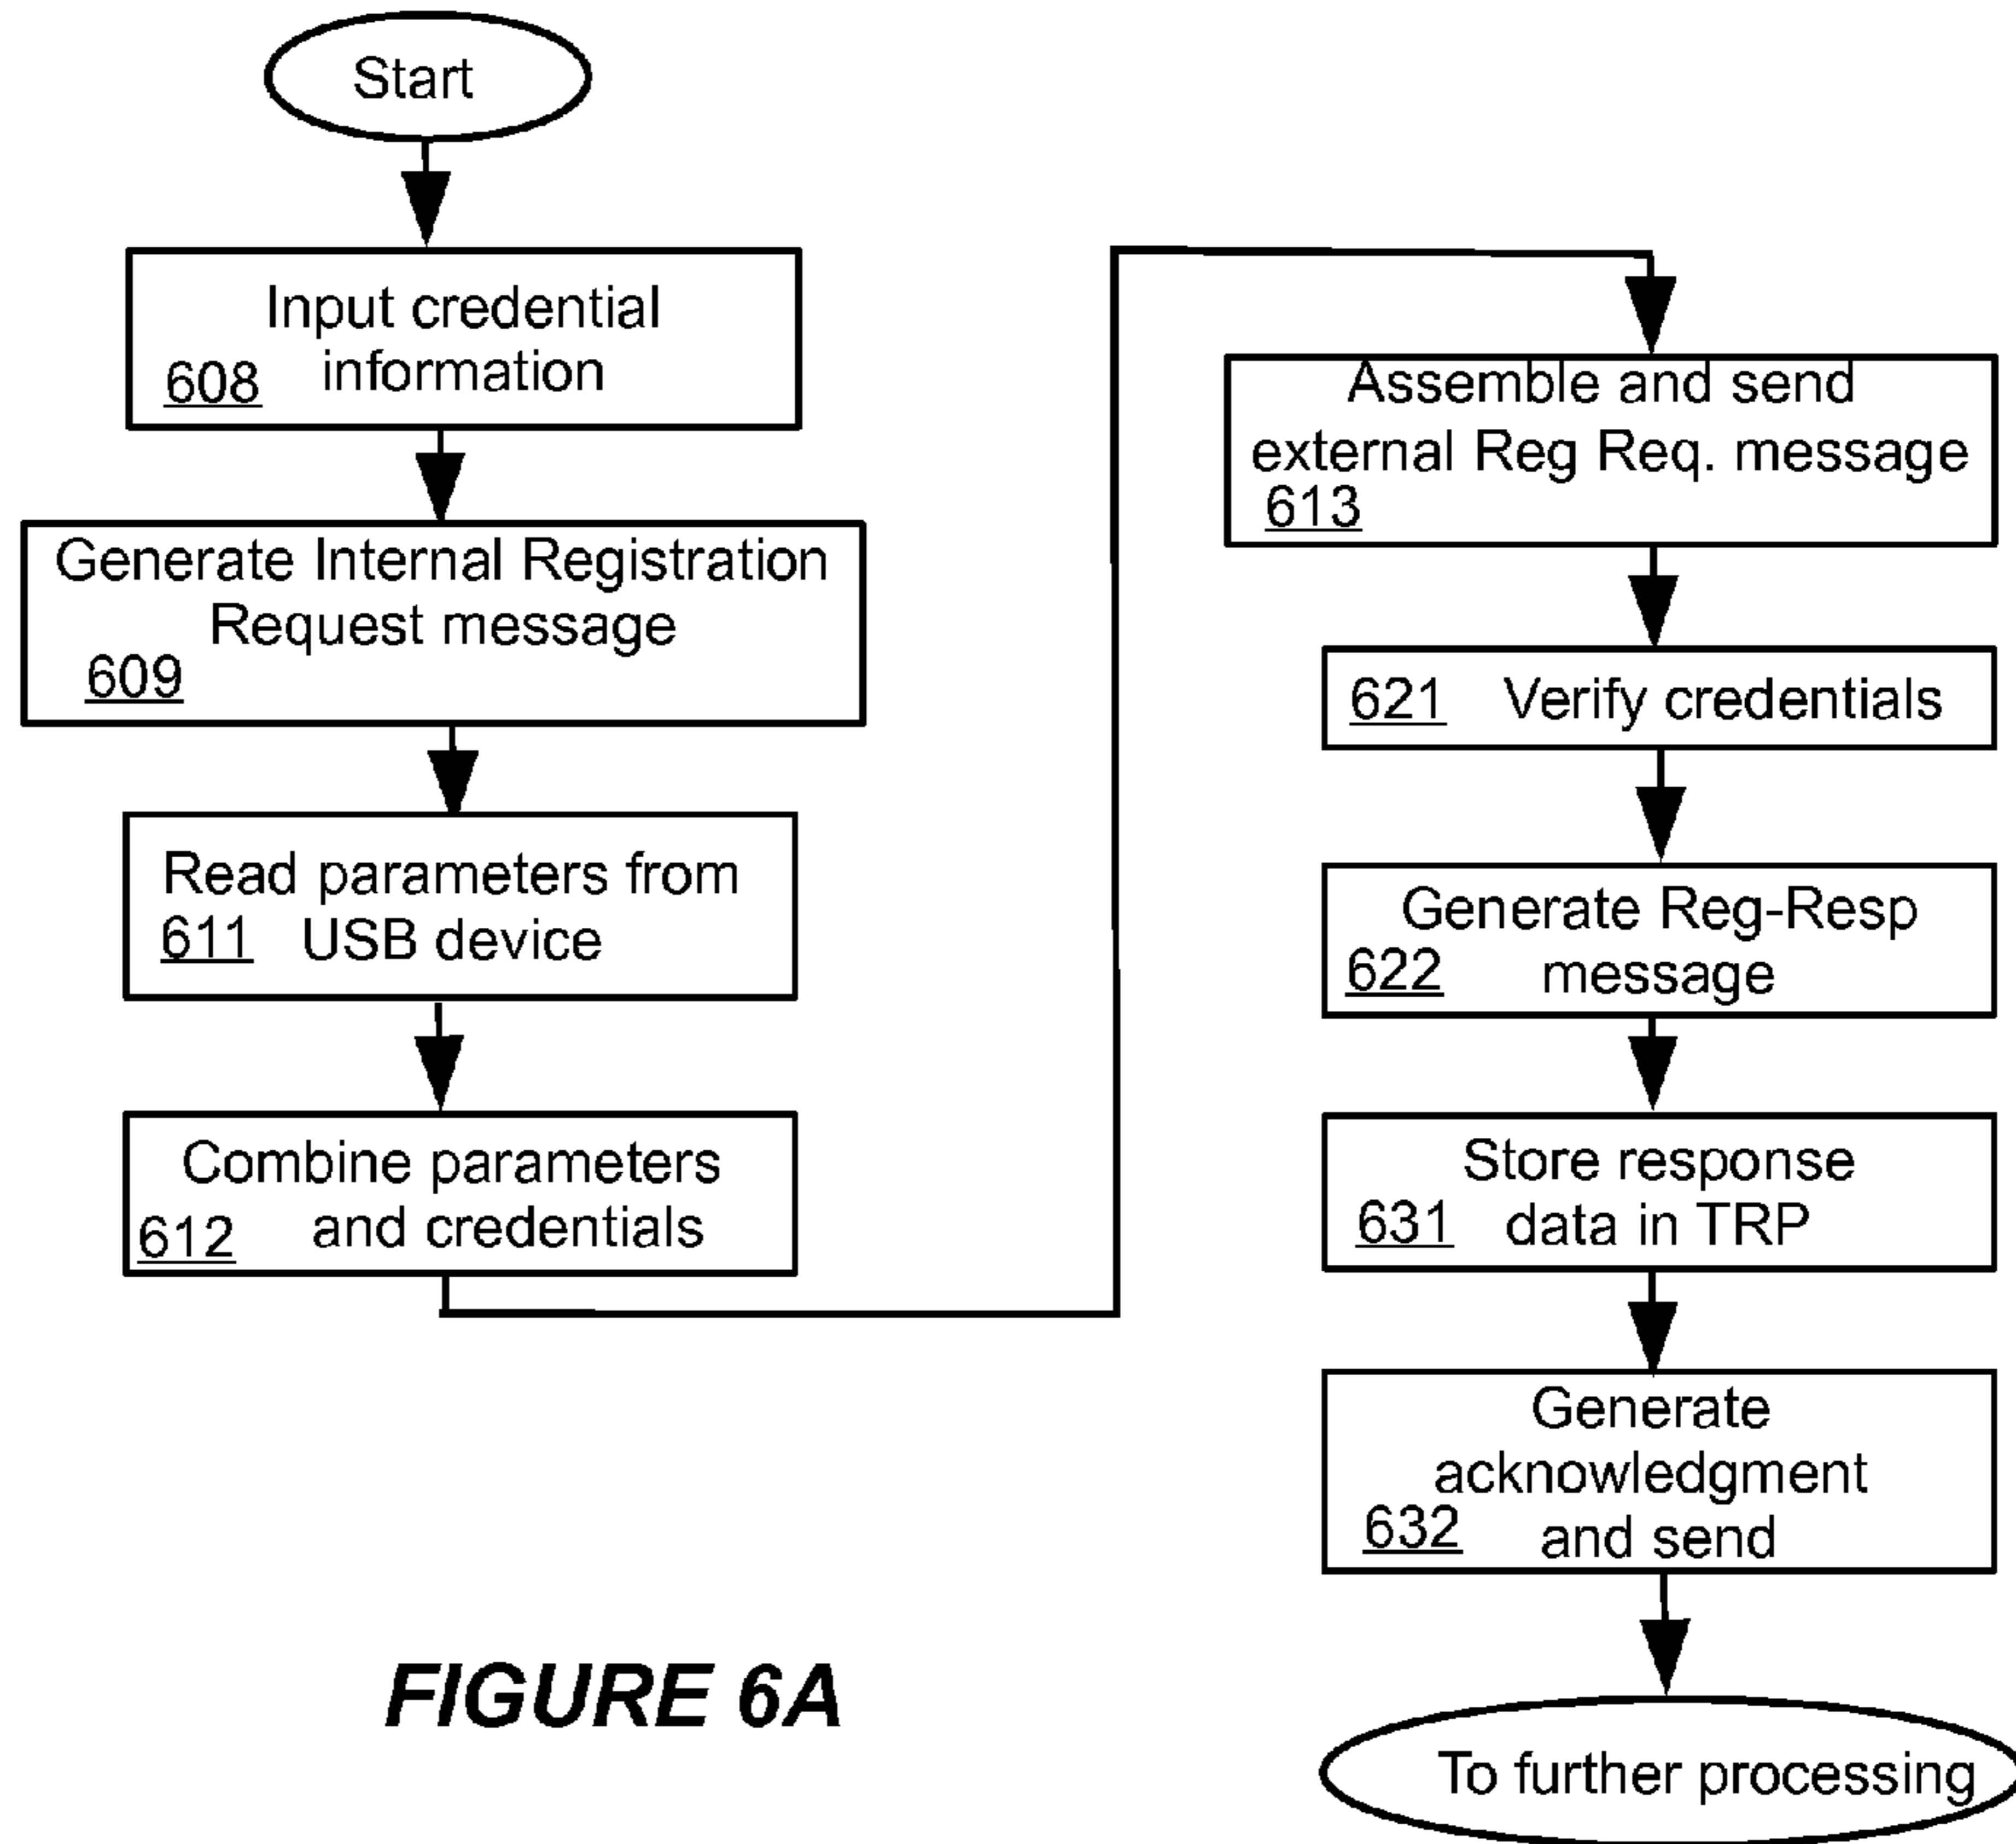 Start
Input credential
information
608
Generate Internal Registration
Request message
609
Read parameters from
611 USB device
Combine parameters
and credentials
612
Assemble and send
external Reg Req. message
613
621 Verify credentials
Generate Reg-Resp
622 message
Store response
631 data in TRP
Generate
acknowledgment
632 and send
To further processing
FIGURE 6A